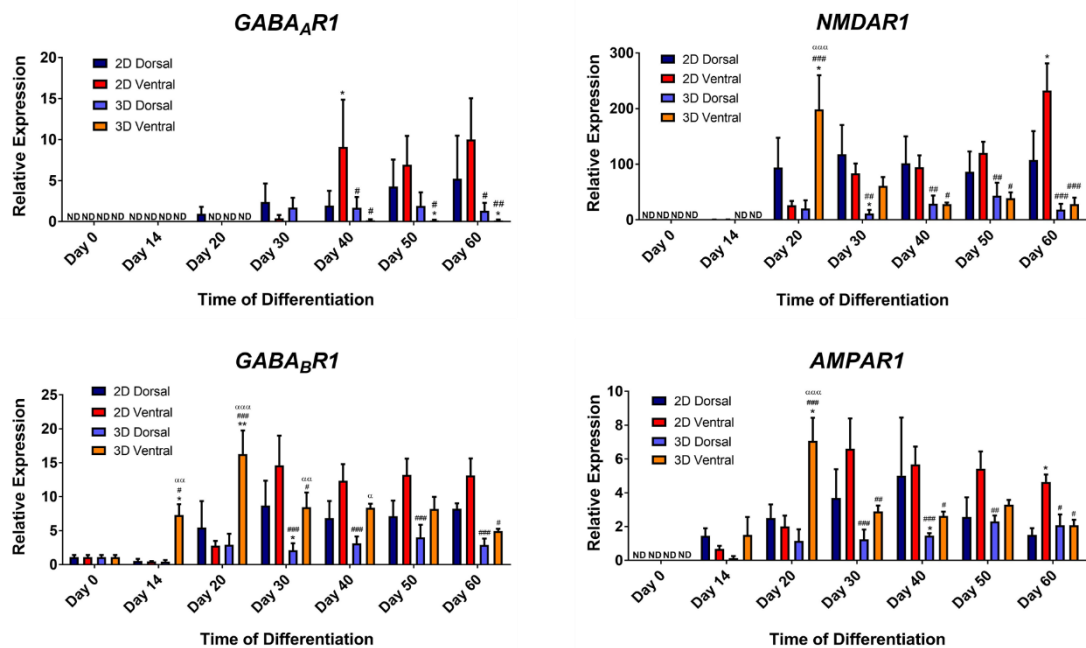 GABA_AR1
Relative Expression
20
15
10
5
0
2D Dorsal
2D Ventral
3D Dorsal
3D Ventral
ND ND ND ND ND ND ND ND ND ND ND
*
#
#
#
*
#
##
*
Day 0 Day 14 Day 20 Day 30 Day 40 Day 50 Day 60
Time of Differentiation
NMDAR1
Relative Expression
300
200
100
0
2D Dorsal
2D Ventral
3D Dorsal
3D Ventral
ND ND ND ND ND ND
ααα
###
*
##
*
##
#
##
#
*
###
###
Day 0 Day 14 Day 20 Day 30 Day 40 Day 50 Day 60
Time of Differentiation
GABA_BR1
Relative Expression
25
20
15
10
5
0
2D Dorsal
2D Ventral
3D Dorsal
3D Ventral
αα
#
*
ααα
###
**
###
*
αα
#
###
α
###
###
#
Day 0 Day 14 Day 20 Day 30 Day 40 Day 50 Day 60
Time of Differentiation
AMPAR1
Relative Expression
10
8
6
4
2
0
2D Dorsal
2D Ventral
3D Dorsal
3D Ventral
ND ND ND ND
ααα
###
*
###
##
###
*
#
##
*
#
#
Day 0 Day 14 Day 20 Day 30 Day 40 Day 50 Day 60
Time of Differentiation